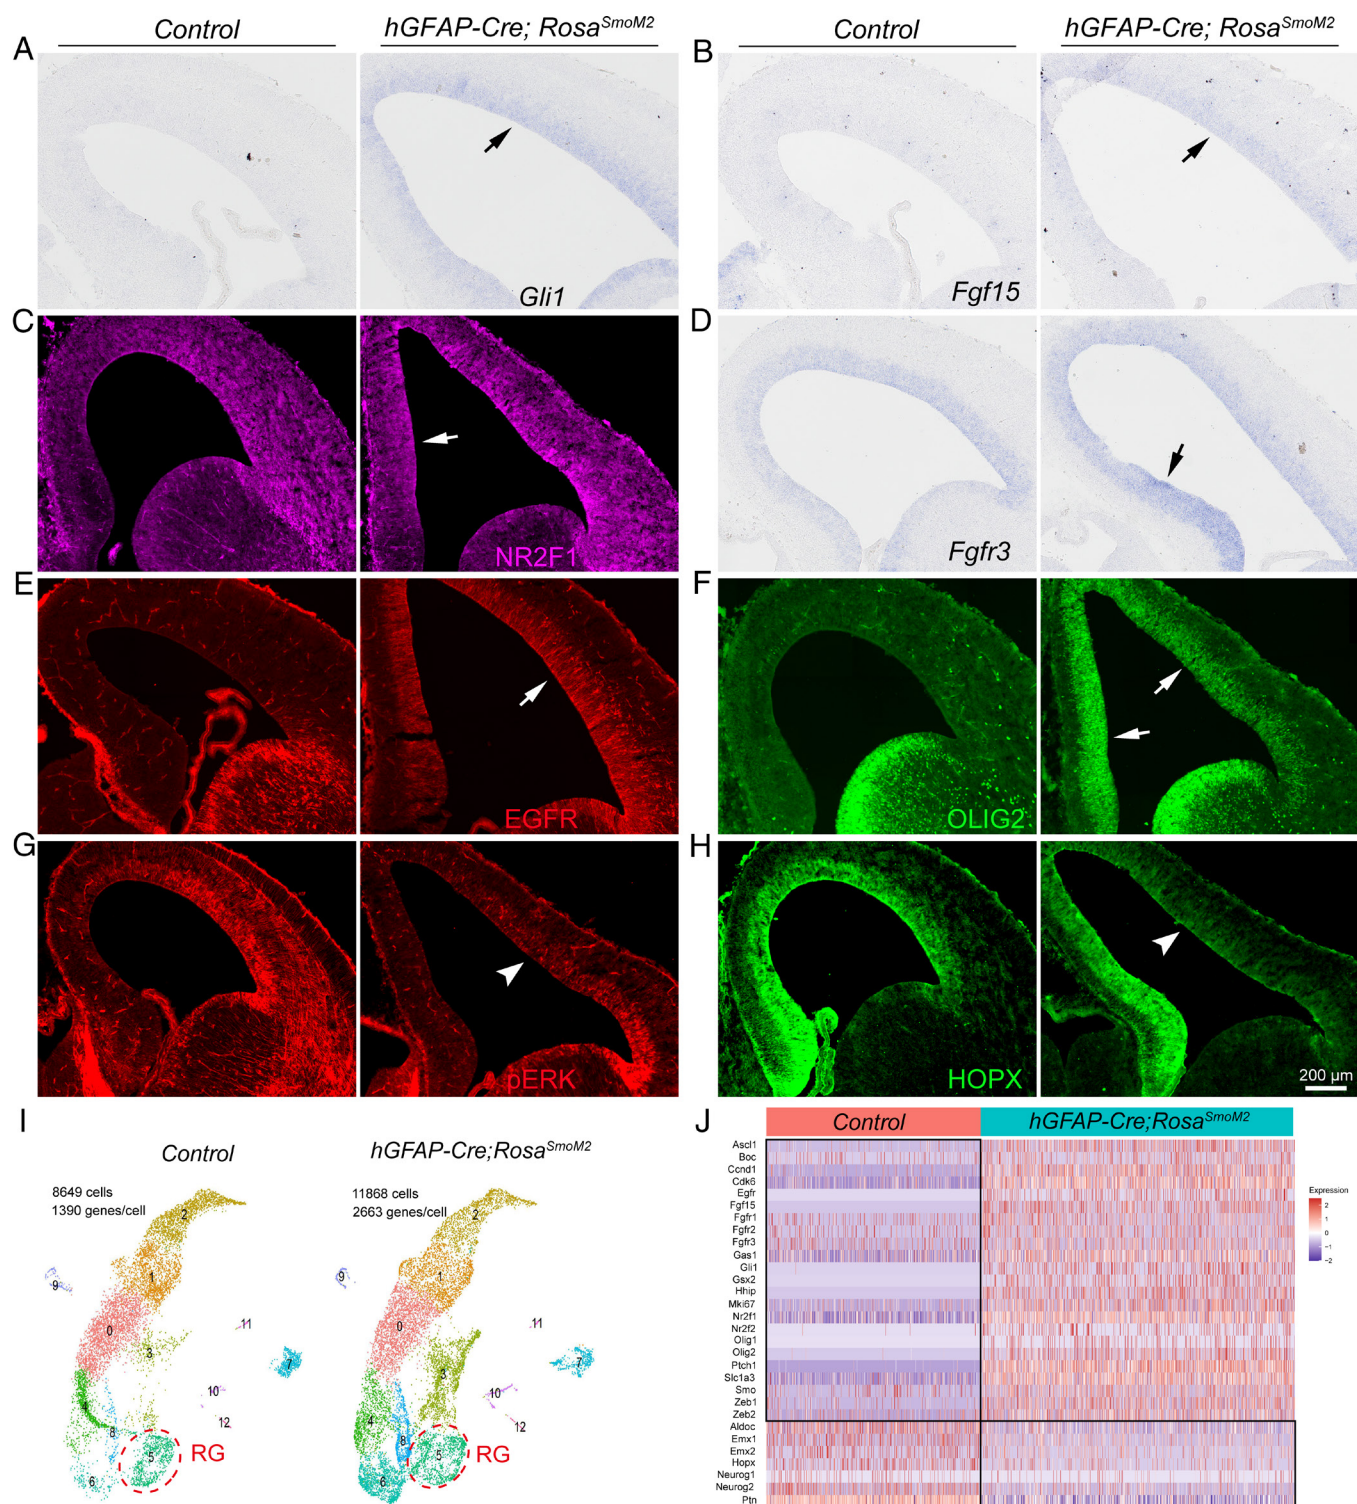 A
Control
hGFAP-Cre; Rosa^SmoM2
B
Control
hGFAP-Cre; Rosa^SmoM2
Gli1
Fgf15
C
NR2F1
D
Fgfr3
E
EGFR
F
OLIG2
G
pERK
H
HOPX
200 µm
I
Control
hGFAP-Cre;Rosa^SmoM2
8649 cells
1390 genes/cell
11868 cells
2663 genes/cell
2
1
9
0
3
11
7
4
10
12
8
5
6
RG
2
1
9
0
3
11
7
4
10
12
8
5
6
RG
J
Control
hGFAP-Cre;Rosa^SmoM2
Ascl1
Boc
Ccnd1
Cdk6
Egfr
Fgf15
Fgfr1
Fgfr2
Fgfr3
Gas1
Gli1
Gsx2
Hhip
Mki67
Nr2f1
Nr2f2
Olig1
Olig2
Ptch1
Slc1a3
Smo
Zeb1
Zeb2
Aldoc
Emx1
Emx2
Hopx
Neurog1
Neurog2
Ptn
Expression
2
1
0
−1
−2